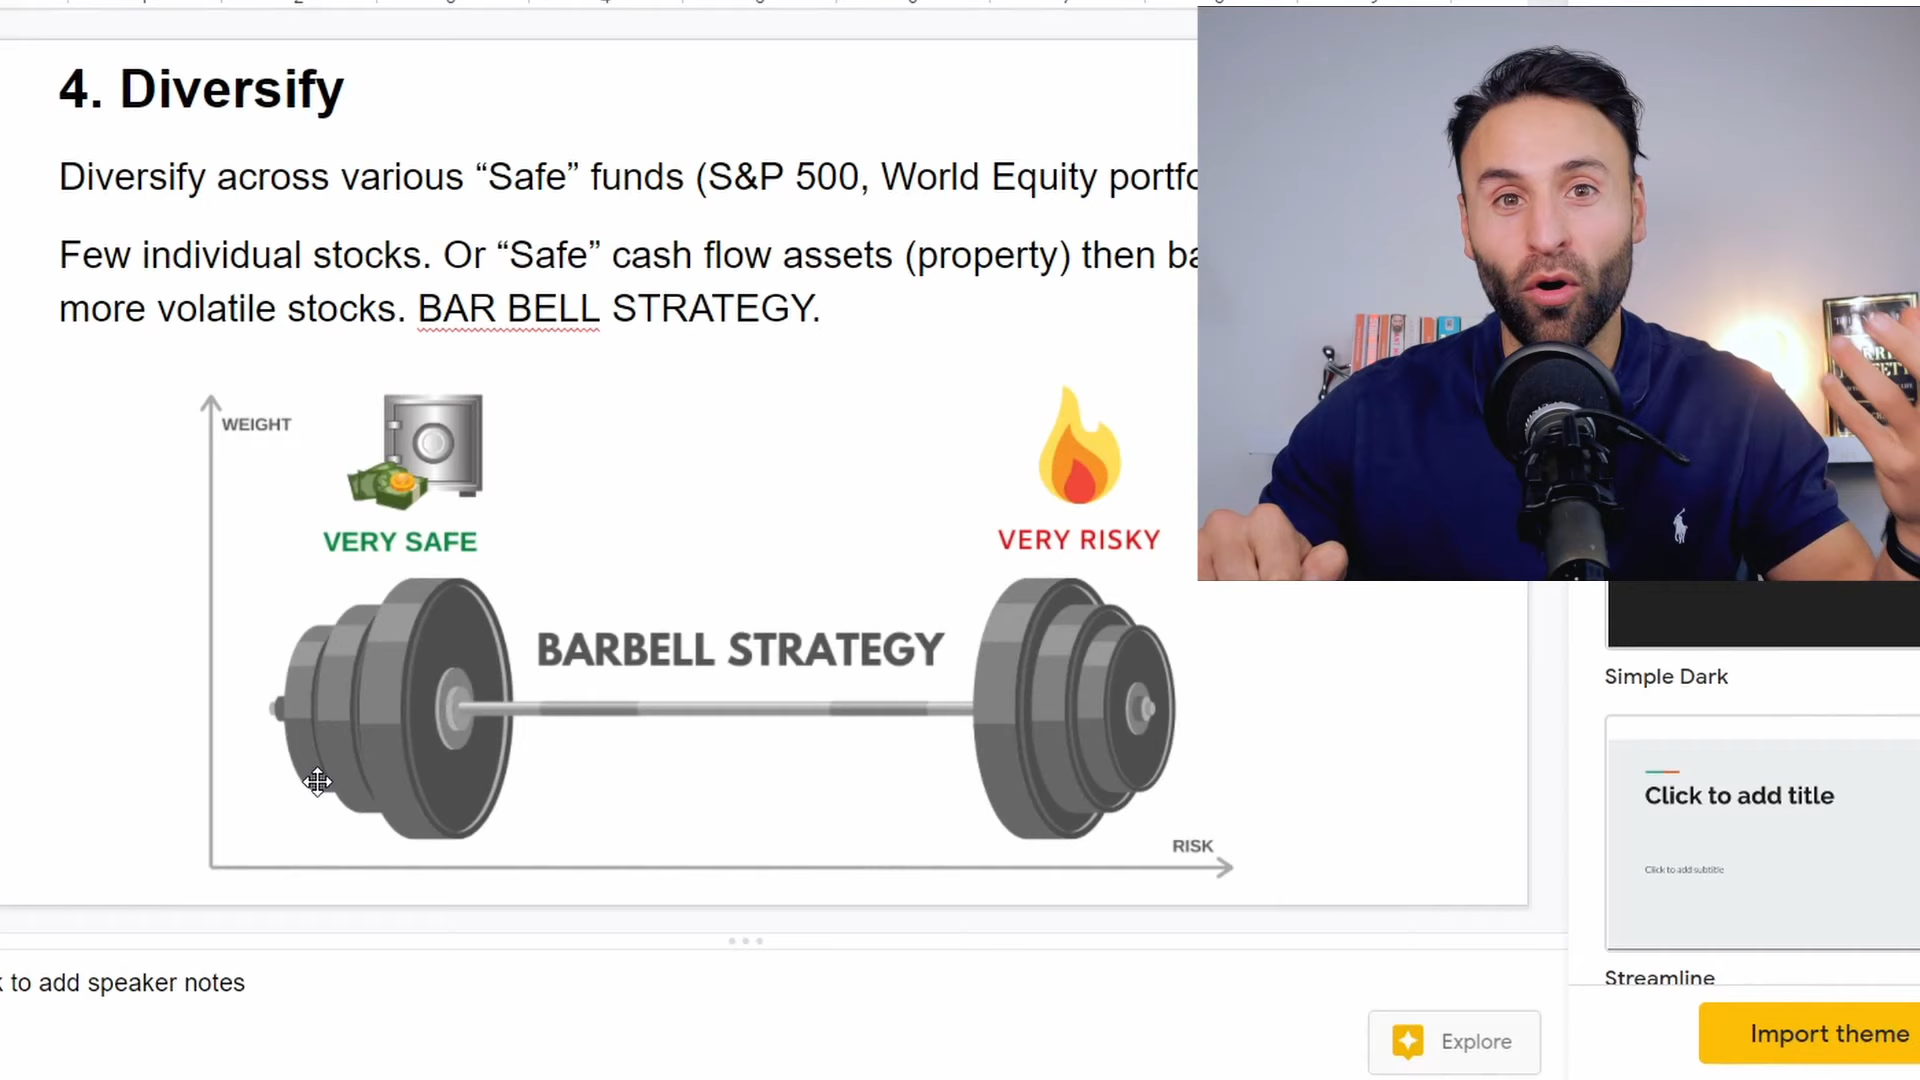 4. Diversify
Diversify across various “Safe” funds (S&P 500, World Equity
Few individual stocks. Or “Safe” cash flow assets (property) then
more volatile stocks. BAR BELL STRATEGY.
WEIGHT
VERY SAFE
VERY RISKY
BARBELL STRATEGY
RISK
Simple Dark
Click to add title
Click to add subtitle
Streamline
to add speaker notes
Explore
Import theme